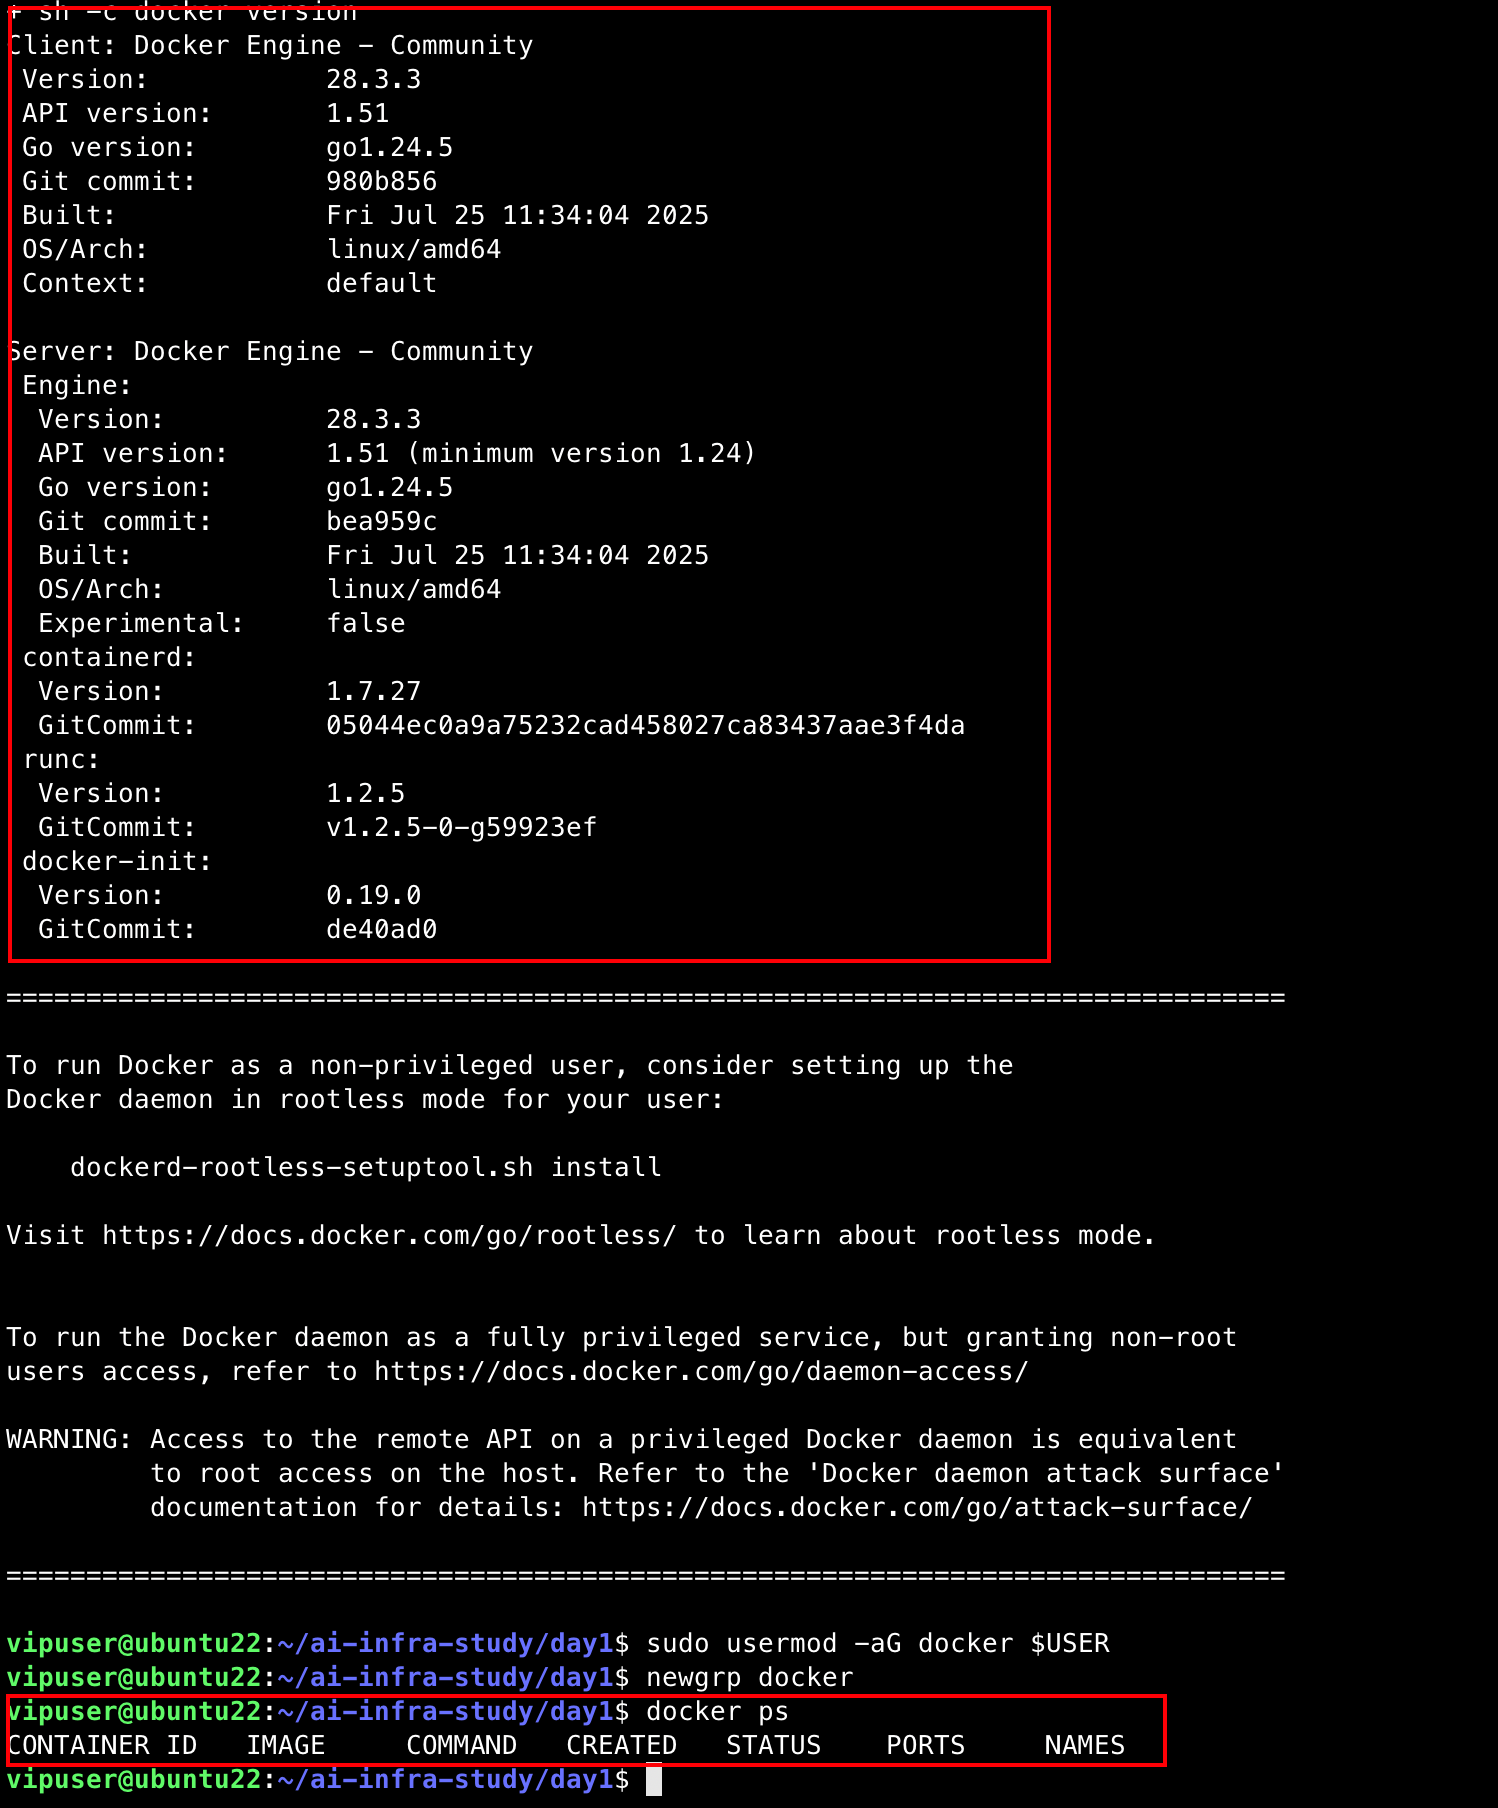 + sh -c docker version
Client: Docker Engine - Community
 Version:           28.3.3
 API version:       1.51
 Go version:        go1.24.5
 Git commit:        980b856
 Built:             Fri Jul 25 11:34:04 2025
 OS/Arch:           linux/amd64
 Context:           default

Server: Docker Engine - Community
 Engine:
  Version:          28.3.3
  API version:      1.51 (minimum version 1.24)
  Go version:       go1.24.5
  Git commit:       bea959c
  Built:            Fri Jul 25 11:34:04 2025
  OS/Arch:          linux/amd64
  Experimental:     false
 containerd:
  Version:          1.7.27
  GitCommit:        05044ec0a9a75232cad458027ca83437aae3f4da
 runc:
  Version:          1.2.5
  GitCommit:        v1.2.5-0-g59923ef
 docker-init:
  Version:          0.19.0
  GitCommit:        de40ad0

================================================================================

To run Docker as a non-privileged user, consider setting up the
Docker daemon in rootless mode for your user:

    dockerd-rootless-setuptool.sh install

Visit https://docs.docker.com/go/rootless/ to learn about rootless mode.


To run the Docker daemon as a fully privileged service, but granting non-root
users access, refer to https://docs.docker.com/go/daemon-access/

WARNING: Access to the remote API on a privileged Docker daemon is equivalent
         to root access on the host. Refer to the 'Docker daemon attack surface'
         documentation for details: https://docs.docker.com/go/attack-surface/

================================================================================

vipuser@ubuntu22:~/ai-infra-study/day1$ sudo usermod -aG docker $USER
vipuser@ubuntu22:~/ai-infra-study/day1$ newgrp docker
vipuser@ubuntu22:~/ai-infra-study/day1$ docker ps
CONTAINER ID   IMAGE     COMMAND   CREATED   STATUS    PORTS     NAMES
vipuser@ubuntu22:~/ai-infra-study/day1$